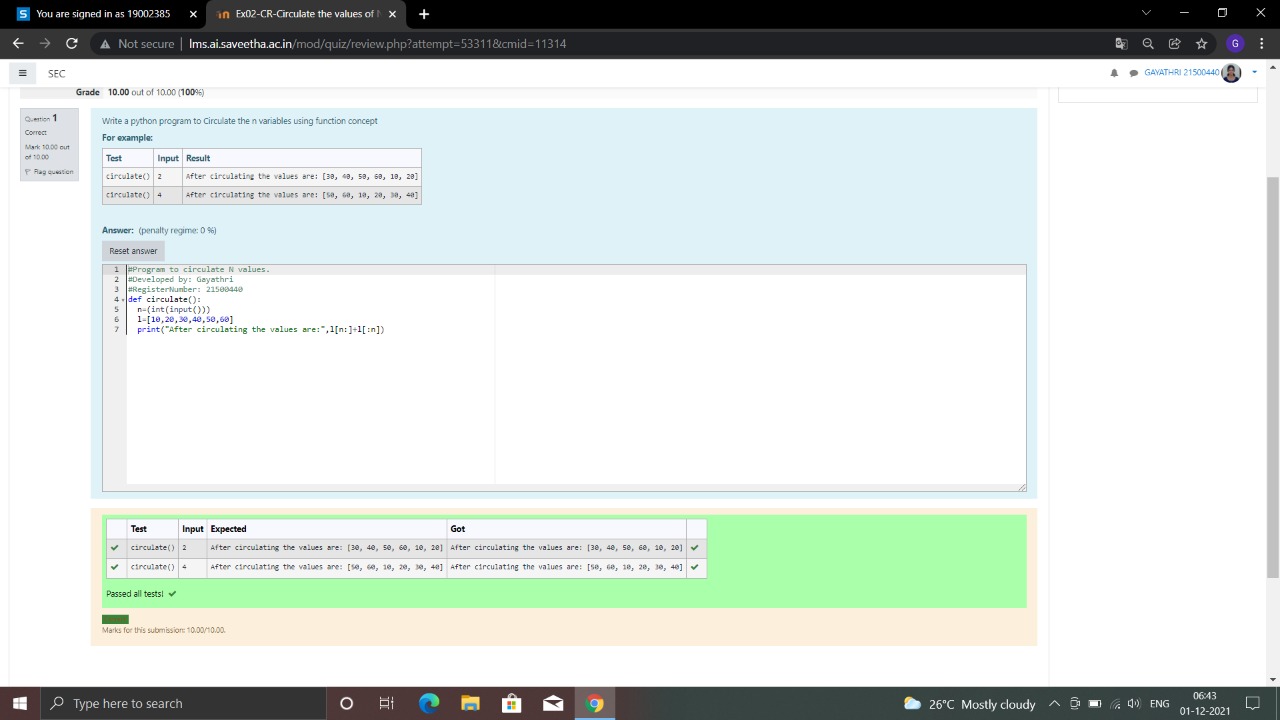 You are signed in as 19002385
Ex02-CR-Circulate the values of
Not secure | lms.ai.saveetha.ac.in/mod/quiz/review.php?attempt=53311&cmid=11314
G
SEC
GAYATHRI 21500440
Grade 10.00 out of 10.00 (100%)
Question 1
Correct
Mark 10.00 out
of 10.00
Flag question
Write a python program to Circulate the n variables using function concept
For example:
Test Input Result
circulate() 2 After circulating the values are: [30, 40, 50, 60, 10, 20]
circulate() 4 After circulating the values are: [50, 60, 10, 20, 30, 40]
Answer: (penalty regime: 0 %)
Reset answer
1 #Program to circulate N values.
2 #Developed by: Gayathri
3 #RegisterNumber: 21500440
4 def circulate():
5 n=(int(input()))
6 l=[10,20,30,40,50,60]
7 print("After circulating the values are:",l[n:]+l[:n])
Test Input Expected Got
circulate() 2 After circulating the values are: [30, 40, 50, 60, 10, 20] After circulating the values are: [30, 40, 50, 60, 10, 20]
circulate() 4 After circulating the values are: [50, 60, 10, 20, 30, 40] After circulating the values are: [50, 60, 10, 20, 30, 40]
Passed all tests!
Marks for this submission: 10.00/10.00.
Type here to search
26°C Mostly cloudy
ENG
06:43
01-12-2021